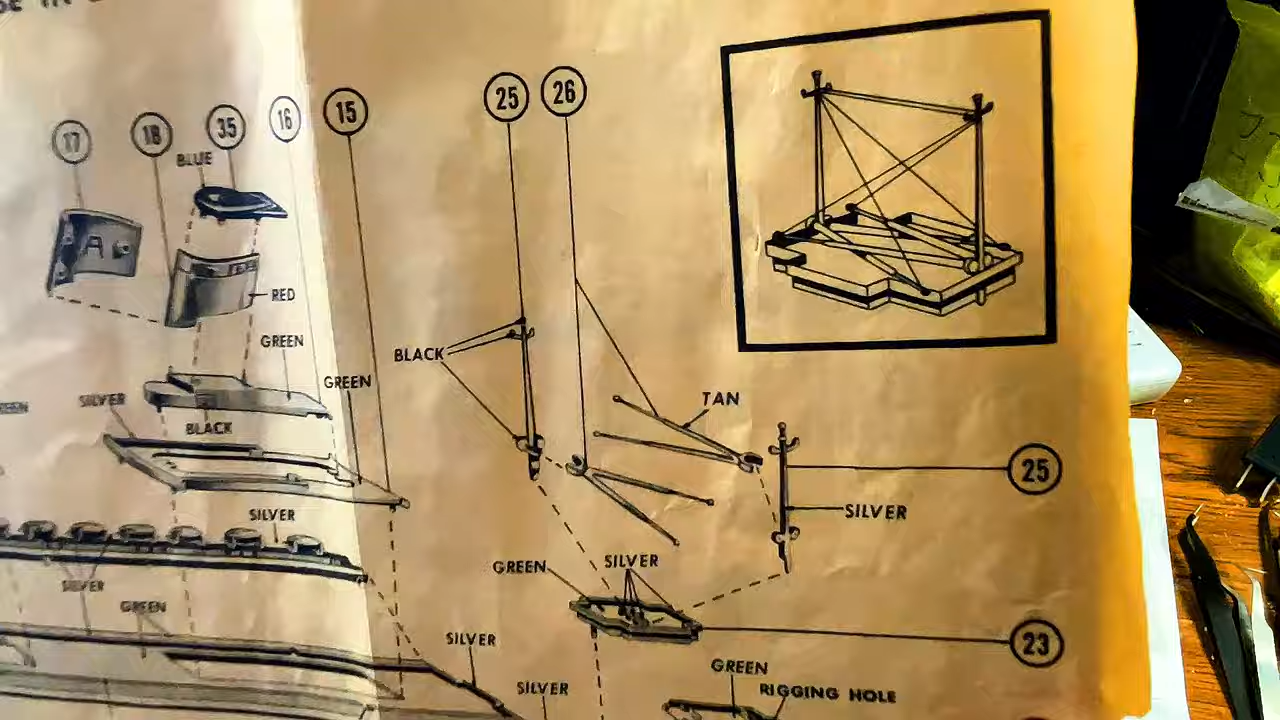 25
26
15
16
35
18
17
BLUE
A
RED
GREEN
GREEN
BLACK
SILVER
BLACK
TAN
25
SILVER
SILVER
SILVER
GREEN
SILVER
GREEN
23
SILVER
GREEN
SILVER
RIGGING HOLE